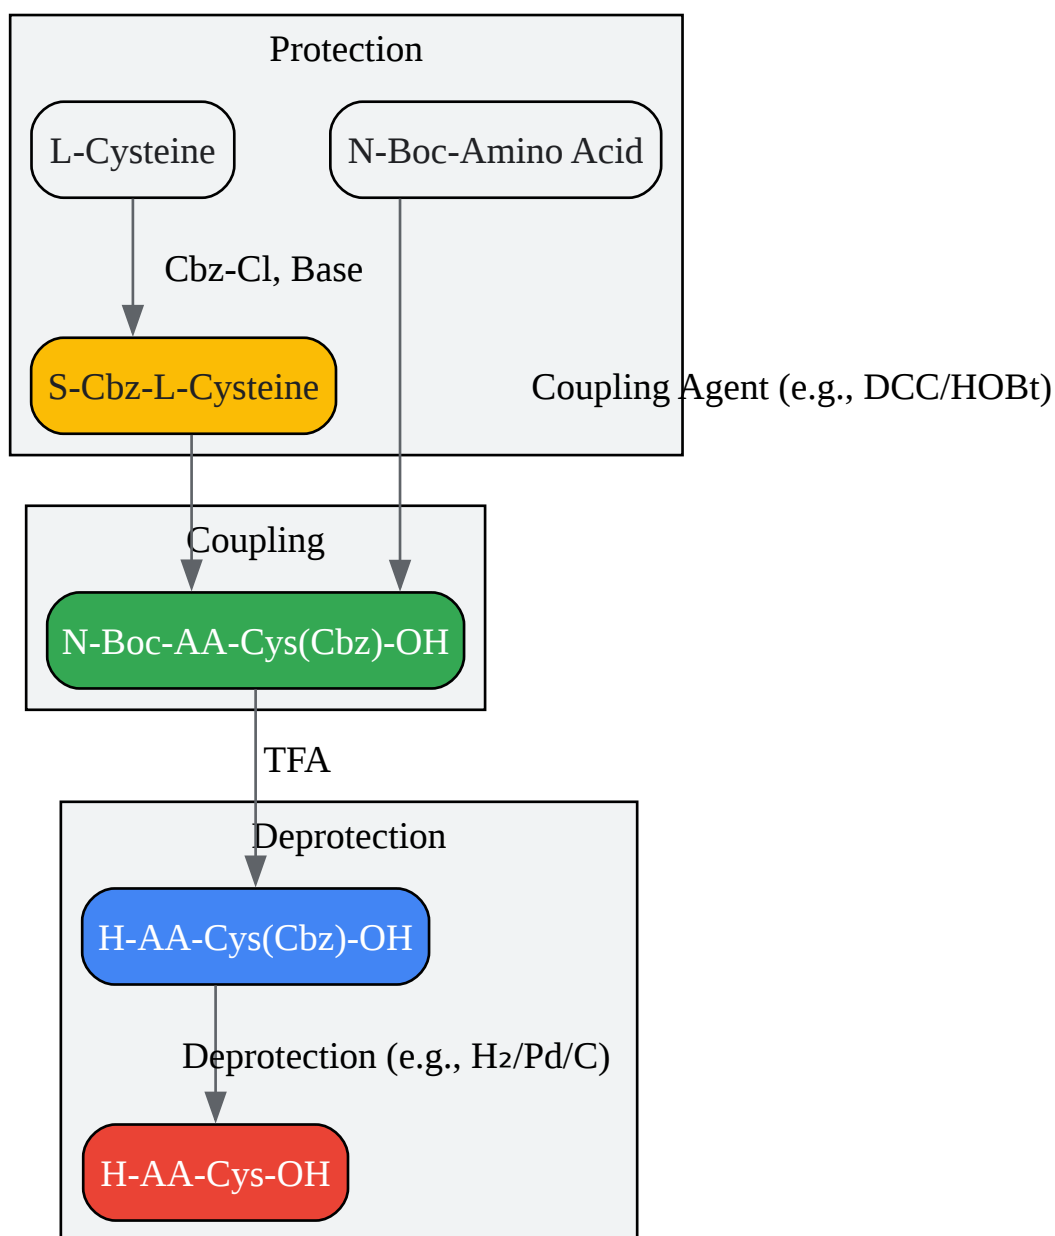 Protection
L-Cysteine
N-Boc-Amino Acid
Cbz-Cl, Base
S-Cbz-L-Cysteine
Coupling Agent (e.g., DCC/HOBt)
Coupling
N-Boc-AA-Cys(Cbz)-OH
TFA
Deprotection
H-AA-Cys(Cbz)-OH
Deprotection (e.g., H₂/Pd/C)
H-AA-Cys-OH